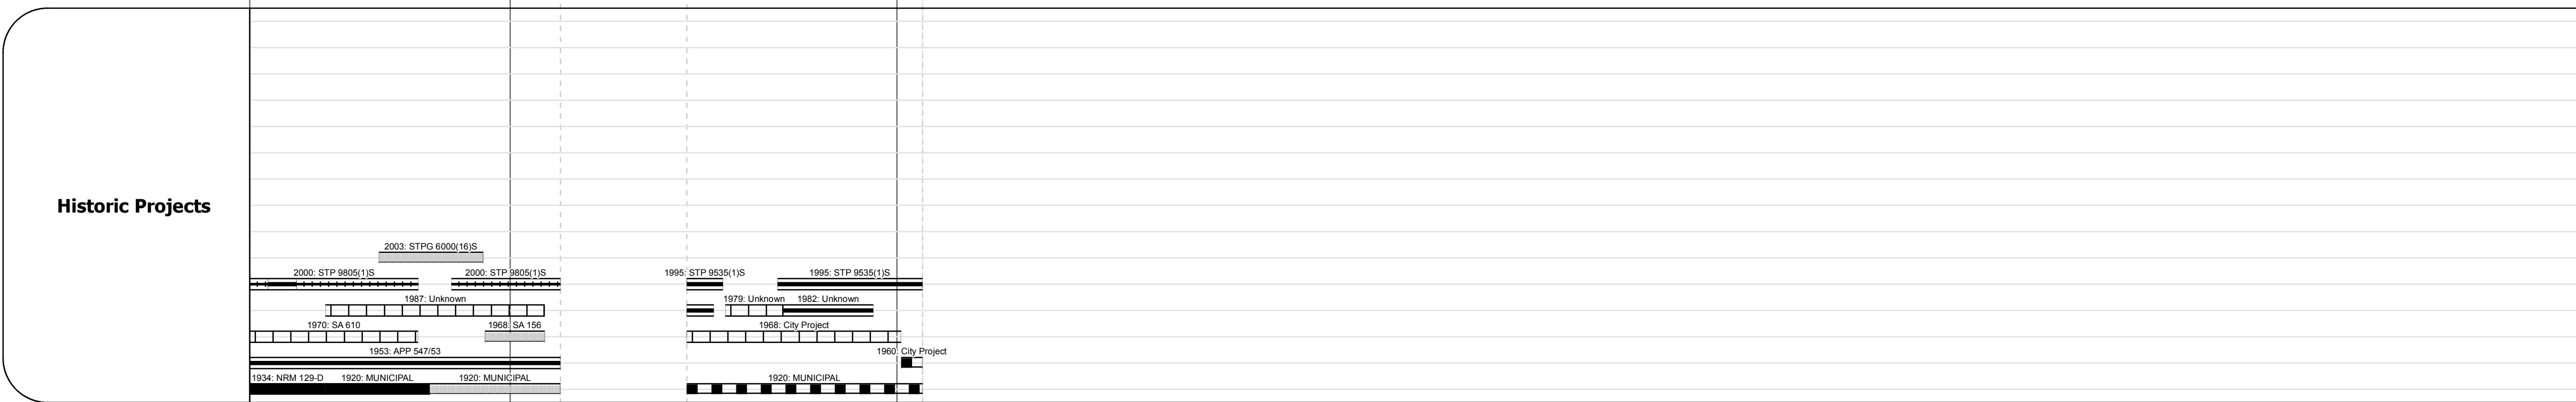 Historic Projects
2003: STPG 6000(16)S
2000: STP 9805(1)S
2000: STP 9805(1)S
1995: STP 9535(1)S
1995: STP 9535(1)S
1987: Unknown
1979: Unknown
1982: Unknown
1970: SA 610
1968: SA 156
1968: City Project
1953: APP 547/53
1960: City Project
1934: NRM 129-D
1920: MUNICIPAL
1920: MUNICIPAL
1920: MUNICIPAL